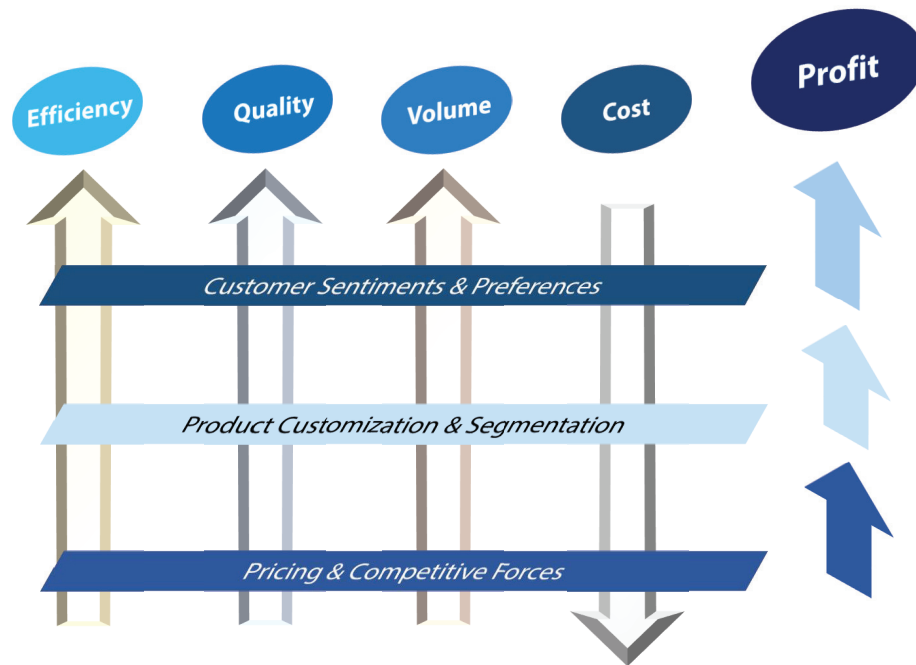 Efficiency
Quality
Volume
Cost
Profit
Customer Sentiments & Preferences
Product Customization & Segmentation
Pricing & Competitive Forces